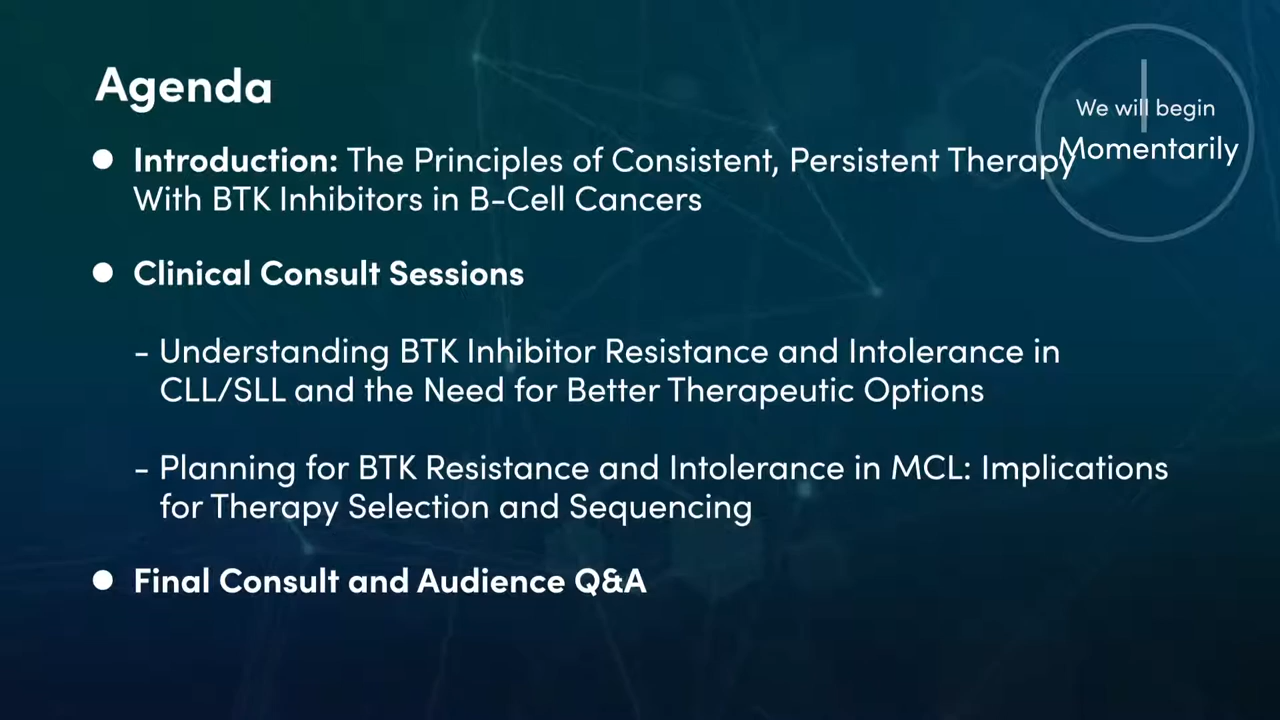 Agenda
We will begin
Momentarily
● Introduction: The Principles of Consistent, Persistent Therapy
With BTK Inhibitors in B-Cell Cancers
● Clinical Consult Sessions
– Understanding BTK Inhibitor Resistance and Intolerance in
CLL/SLL and the Need for Better Therapeutic Options
– Planning for BTK Resistance and Intolerance in MCL: Implications
for Therapy Selection and Sequencing
● Final Consult and Audience Q&A